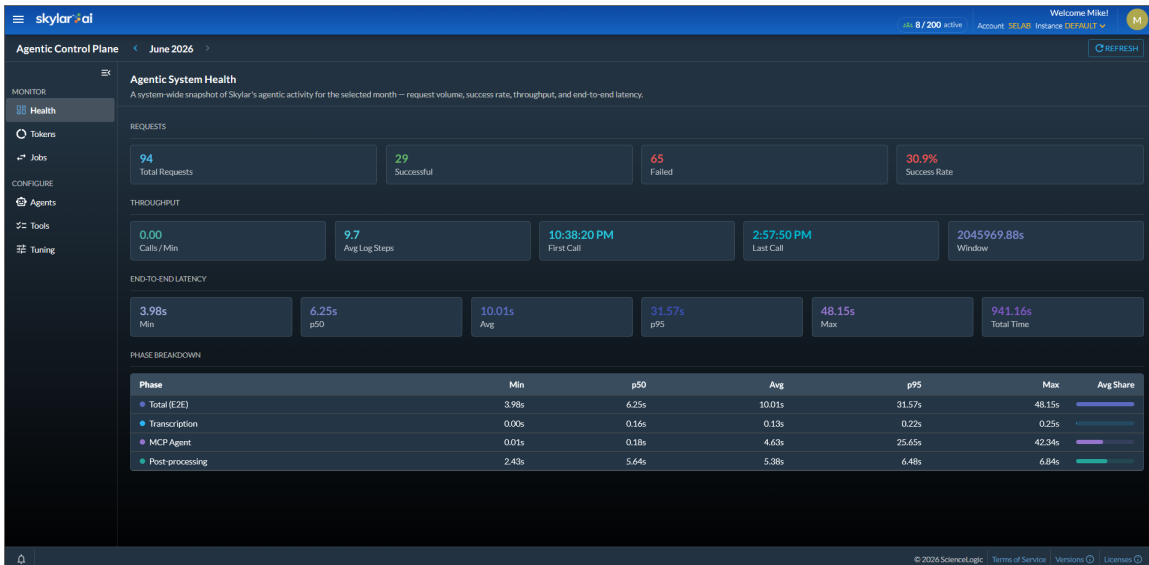 skylar ai
8 / 200 active
Welcome Mike!
Account SELAB Instance DEFAULT
M
Agentic Control Plane
June 2026
REFRESH
MONITOR
Health
Tokens
Jobs
CONFIGURE
Agents
Tools
Tuning
Agentic System Health
A system-wide snapshot of Skylar's agentic activity for the selected month — request volume, success rate, throughput, and end-to-end latency.
REQUESTS
94
Total Requests
29
Successful
65
Failed
30.9%
Success Rate
THROUGHPUT
0.00
Calls / Min
9.7
Avg Log Steps
10:38:20 PM
First Call
2:57:50 PM
Last Call
2045969.88s
Window
END-TO-END LATENCY
3.98s
Min
6.25s
p50
10.01s
Avg
31.57s
p95
48.15s
Max
941.16s
Total Time
PHASE BREAKDOWN
Phase Min p50 Avg p95 Max Avg Share
Total (E2E) 3.98s 6.25s 10.01s 31.57s 48.15s
Transcription 0.00s 0.16s 0.13s 0.22s 0.25s
MCP Agent 0.01s 0.18s 4.63s 25.65s 42.34s
Post-processing 2.43s 5.64s 5.38s 6.48s 6.84s
© 2026 ScienceLogic Terms of Service Versions Licenses